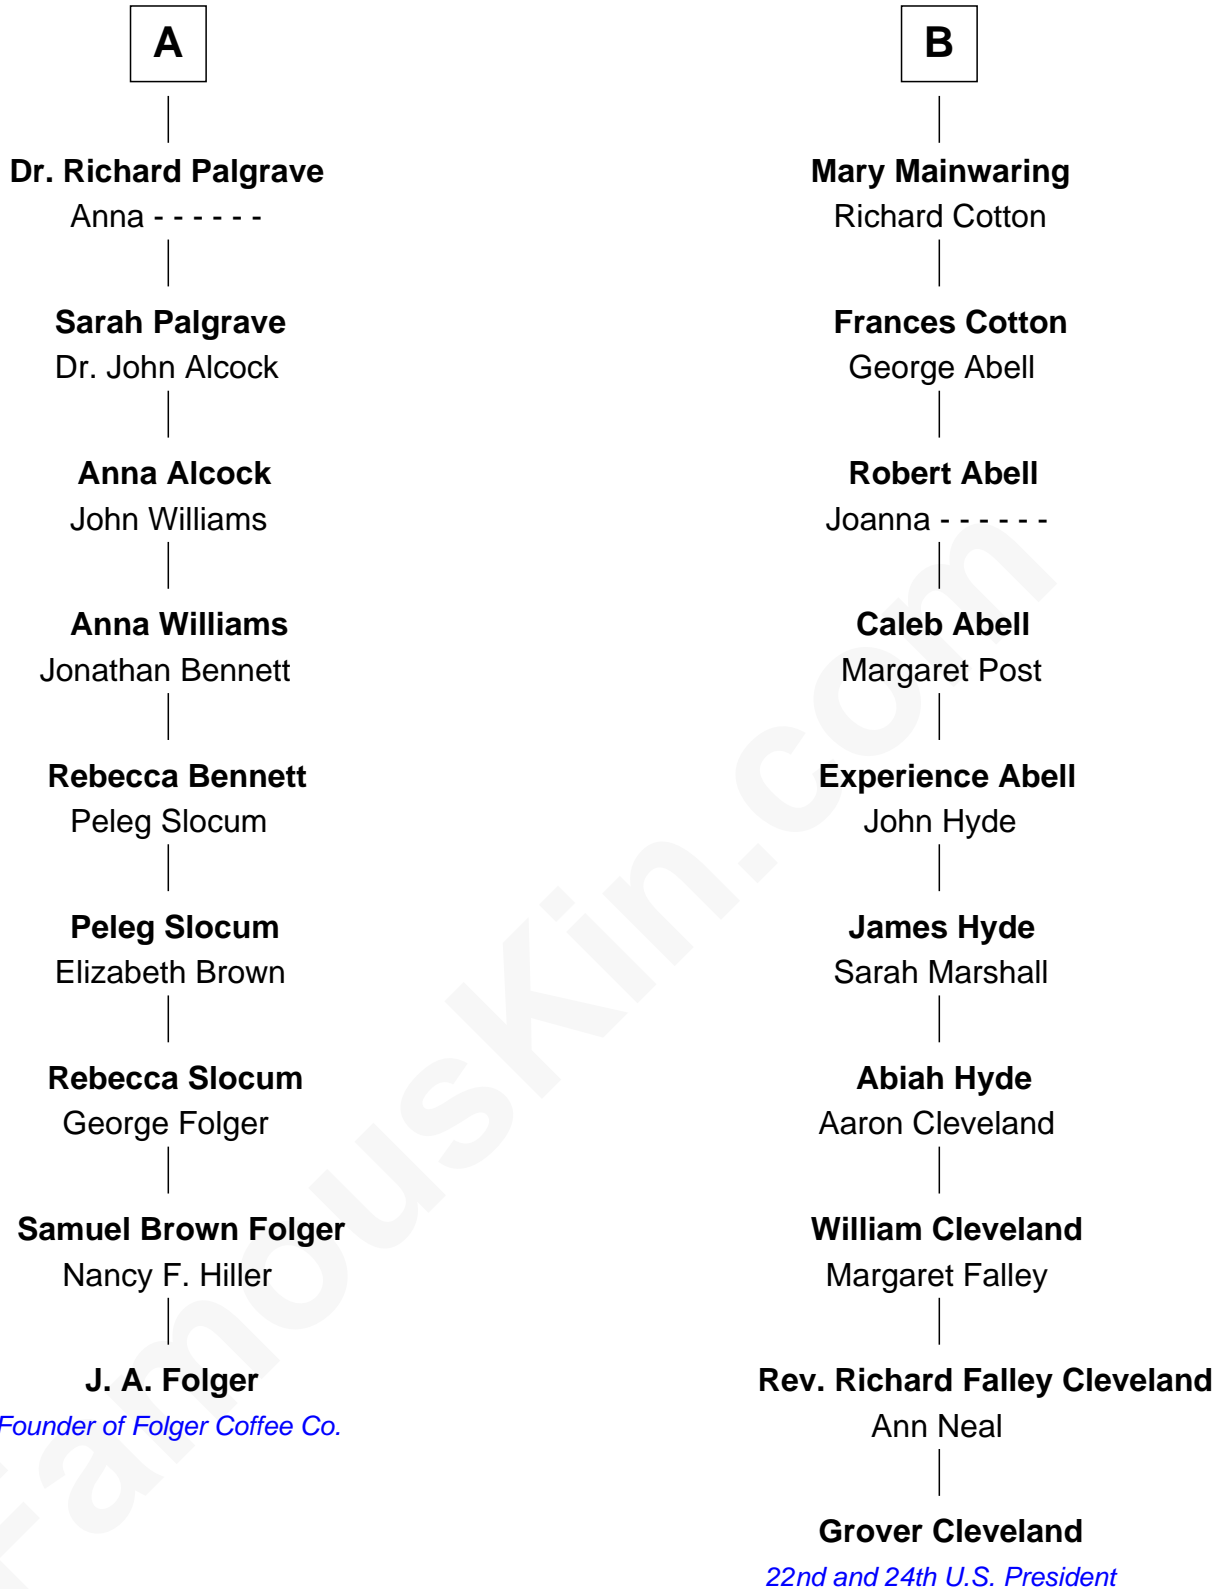 A
Dr. Richard Palgrave
Anna - - - - - -
Sarah Palgrave
Dr. John Alcock
Anna Alcock
John Williams
Anna Williams
Jonathan Bennett
Rebecca Bennett
Peleg Slocum
Peleg Slocum
Elizabeth Brown
Rebecca Slocum
George Folger
Samuel Brown Folger
Nancy F. Hiller
J. A. Folger
Founder of Folger Coffee Co.
B
Mary Mainwaring
Richard Cotton
Frances Cotton
George Abell
Robert Abell
Joanna - - - - - -
Caleb Abell
Margaret Post
Experience Abell
John Hyde
James Hyde
Sarah Marshall
Abiah Hyde
Aaron Cleveland
William Cleveland
Margaret Falley
Rev. Richard Falley Cleveland
Ann Neal
Grover Cleveland
22nd and 24th U.S. President
FamousKin.com